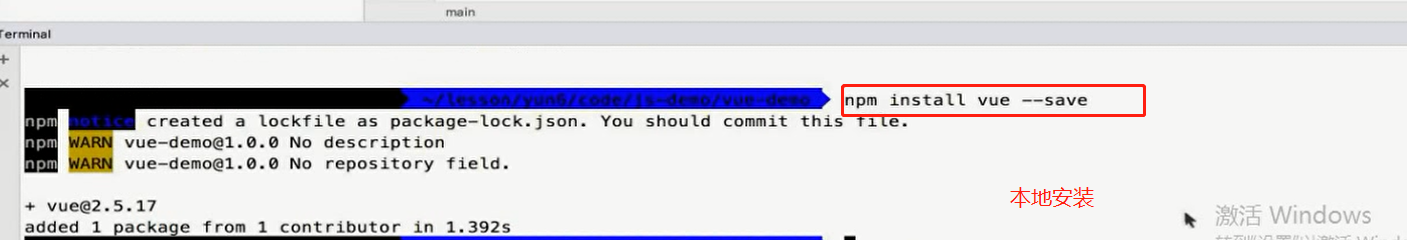 main
Terminal
+
×
~/lesson/yun6/code/js-demo/vue-demo npm install vue --save
npm notice created a lockfile as package-lock.json. You should commit this file.
npm WARN vue-demo@1.0.0 No description
npm WARN vue-demo@1.0.0 No repository field.
本地安装
+ vue@2.5.17
激活 Windows
added 1 package from 1 contributor in 1.392s